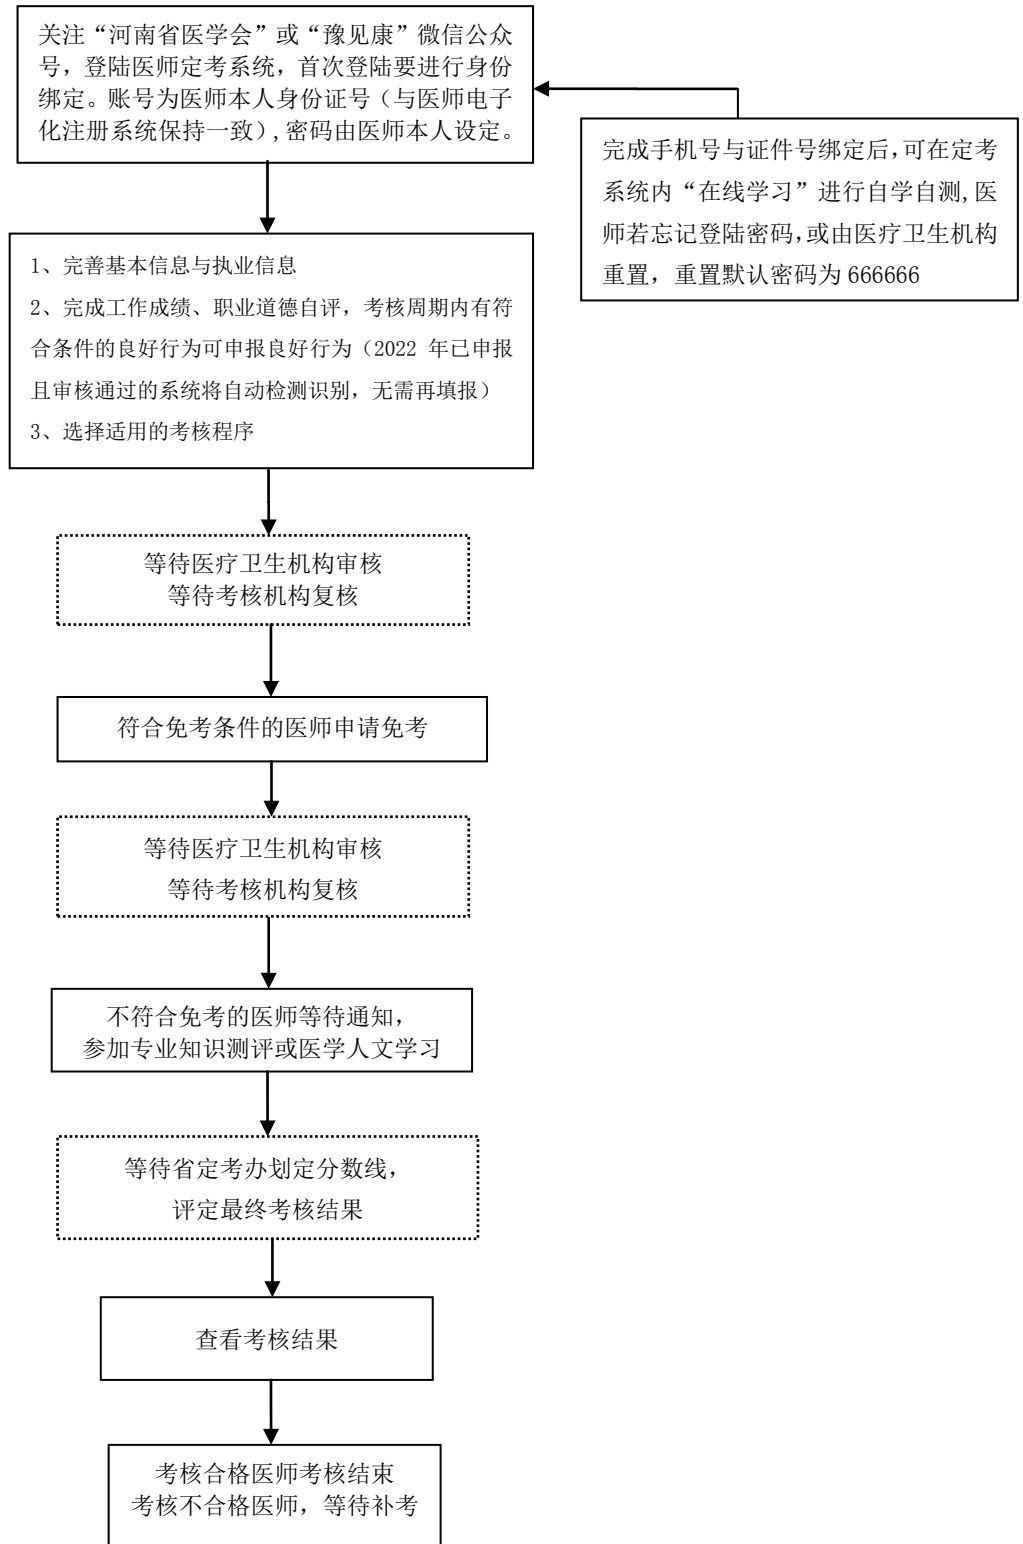 关注“河南省医学会”或“豫见康”微信公众
号，登陆医师定考系统，首次登陆要进行身份
绑定。账号为医师本人身份证号（与医师电子
化注册系统保持一致），密码由医师本人设定。
完成手机号与证件号绑定后，可在定考
系统内“在线学习”进行自学自测，医
师若忘记登陆密码，或由医疗卫生机构
重置，重置默认密码为 666666
1、完善基本信息与执业信息
2、完成工作成绩、职业道德自评，考核周期内有符
合条件的良好行为可申报良好行为（2022 年已申报
且审核通过的系统将自动检测识别，无需再填报）
3、选择适用的考核程序
等待医疗卫生机构审核
等待考核机构复核
符合免考条件的医师申请免考
等待医疗卫生机构审核
等待考核机构复核
不符合免考的医师等待通知，
参加专业知识测评或医学人文学习
等待省定考办划定分数线，
评定最终考核结果
查看考核结果
考核合格医师考核结束
考核不合格医师，等待补考